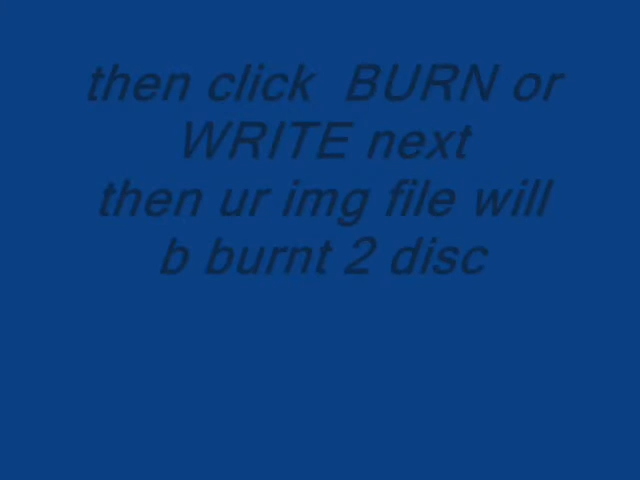 then click  BURN or
WRITE next
then ur img file will
b burnt 2 disc